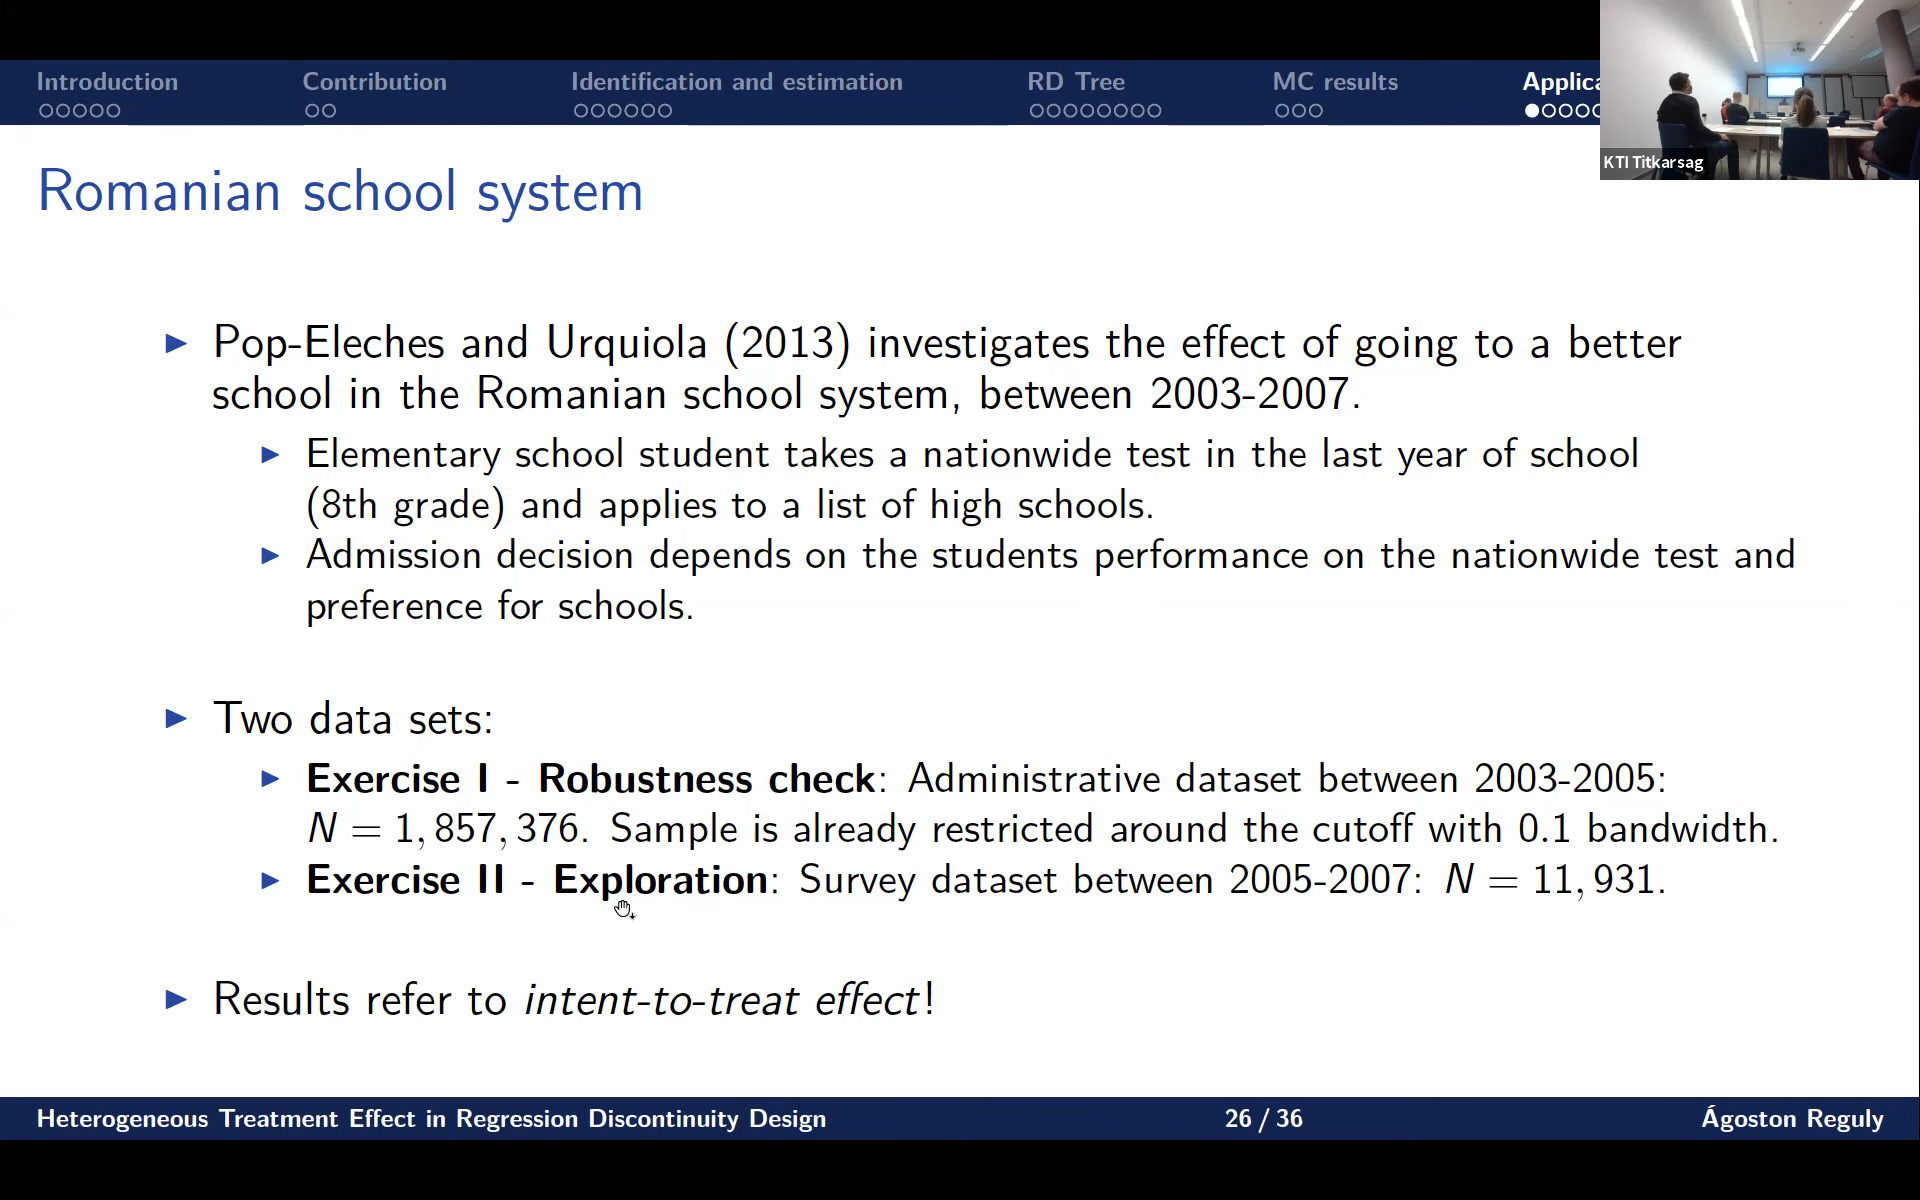 Introduction Contribution Identification and estimation RD Tree MC results Applica
KTI Titkarsag
Romanian school system
Pop-Eleches and Urquiola (2013) investigates the effect of going to a better
school in the Romanian school system, between 2003-2007.
Elementary school student takes a nationwide test in the last year of school
(8th grade) and applies to a list of high schools.
Admission decision depends on the students performance on the nationwide test and
preference for schools.
Two data sets:
Exercise I - Robustness check: Administrative dataset between 2003-2005:
N = 1, 857, 376. Sample is already restricted around the cutoff with 0.1 bandwidth.
Exercise II - Exploration: Survey dataset between 2005-2007: N = 11, 931.
Results refer to intent-to-treat effect!
Heterogeneous Treatment Effect in Regression Discontinuity Design 26 / 36 Ágoston Reguly